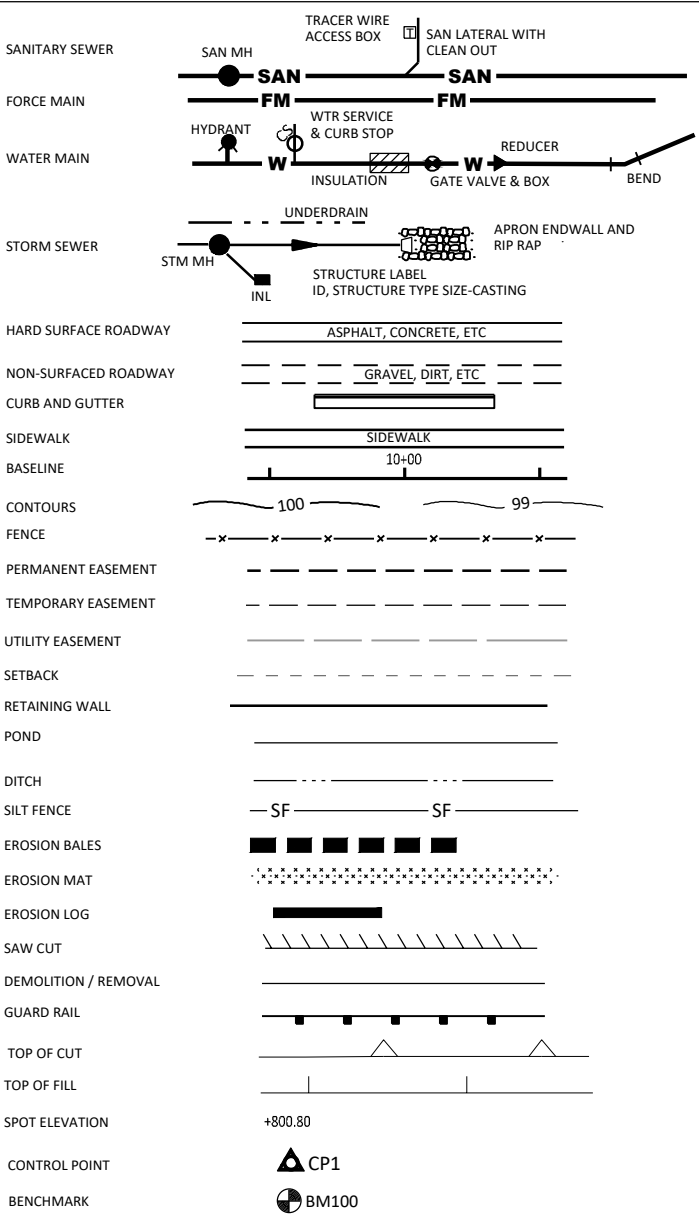 SANITARY SEWER
SAN MH
TRACER WIRE
ACCESS BOX
T
SAN LATERAL WITH
CLEAN OUT
SAN SAN
FORCE MAIN
FM FM
WATER MAIN
HYDRANT
CS
WTR SERVICE
& CURB STOP
W W
INSULATION
GATE VALVE & BOX
REDUCER
BEND
STORM SEWER
UNDERDRAIN
STM MH
INL
APRON ENDWALL AND
RIP RAP
STRUCTURE LABEL
ID, STRUCTURE TYPE SIZE-CASTING
HARD SURFACE ROADWAY
ASPHALT, CONCRETE, ETC
NON-SURFACED ROADWAY
GRAVEL, DIRT, ETC
CURB AND GUTTER
SIDEWALK
SIDEWALK
BASELINE
10+00
CONTOURS
100 99
FENCE
PERMANENT EASEMENT
TEMPORARY EASEMENT
UTILITY EASEMENT
SETBACK
RETAINING WALL
POND
DITCH
SILT FENCE
SF SF
EROSION BALES
EROSION MAT
EROSION LOG
SAW CUT
DEMOLITION / REMOVAL
GUARD RAIL
TOP OF CUT
TOP OF FILL
SPOT ELEVATION
+800.80
CONTROL POINT
CP1
BENCHMARK
BM100